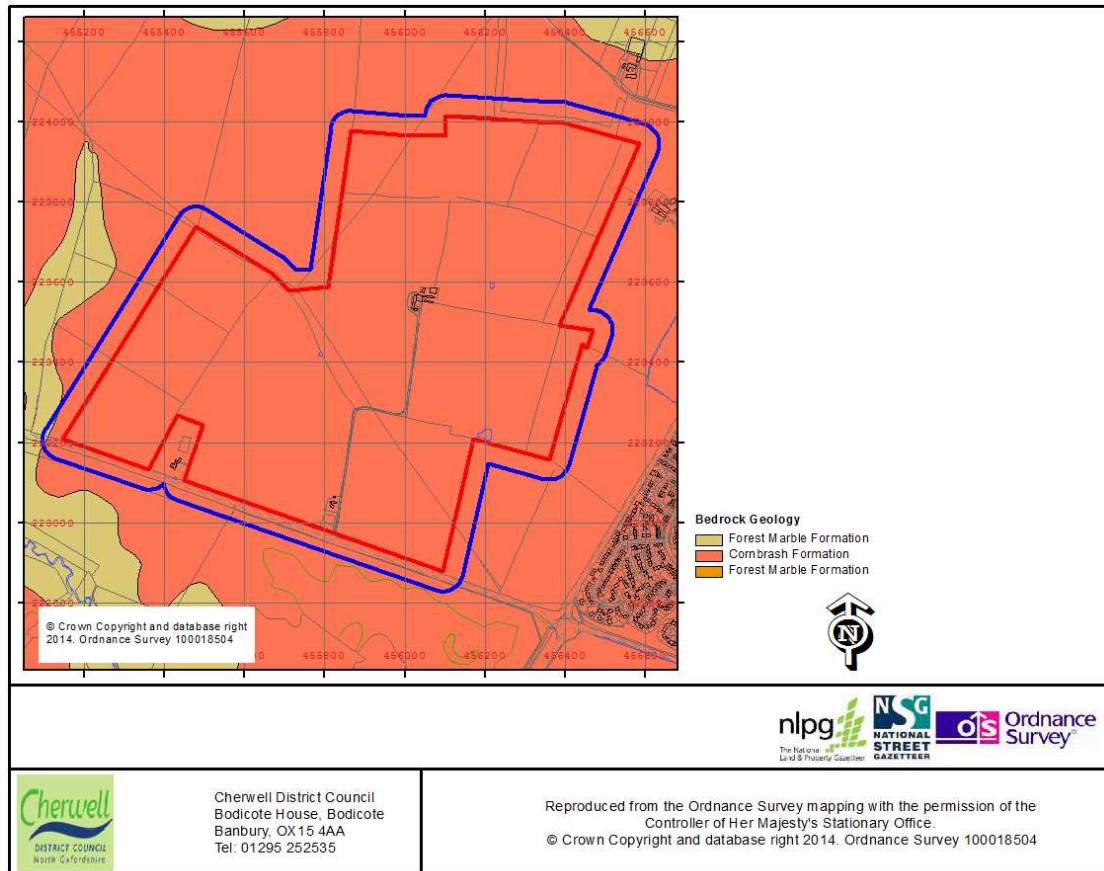 455200 455400 455600 455800 456000 456200 456400 456600
224000 224000
223800
223600 223600
223400 223400
223200
223000
© Crown Copyright and database right
2014. Ordnance Survey 100018504
455800 456000 456200 456400 456600
Bedrock Geology
Forest Marble Formation
Cornbrash Formation
Forest Marble Formation
N
nlpg
The National
Land & Property Gazetteer
NSG
NATIONAL
STREET
GAZETTEER
OS Ordnance
Survey
Cherwell
DISTRICT COUNCIL
North Oxfordshire
Cherwell District Council
Bodicote House, Bodicote
Banbury, OX15 4AA
Tel: 01295 252535
Reproduced from the Ordnance Survey mapping with the permission of the
Controller of Her Majesty's Stationary Office.
© Crown Copyright and database right 2014. Ordnance Survey 100018504